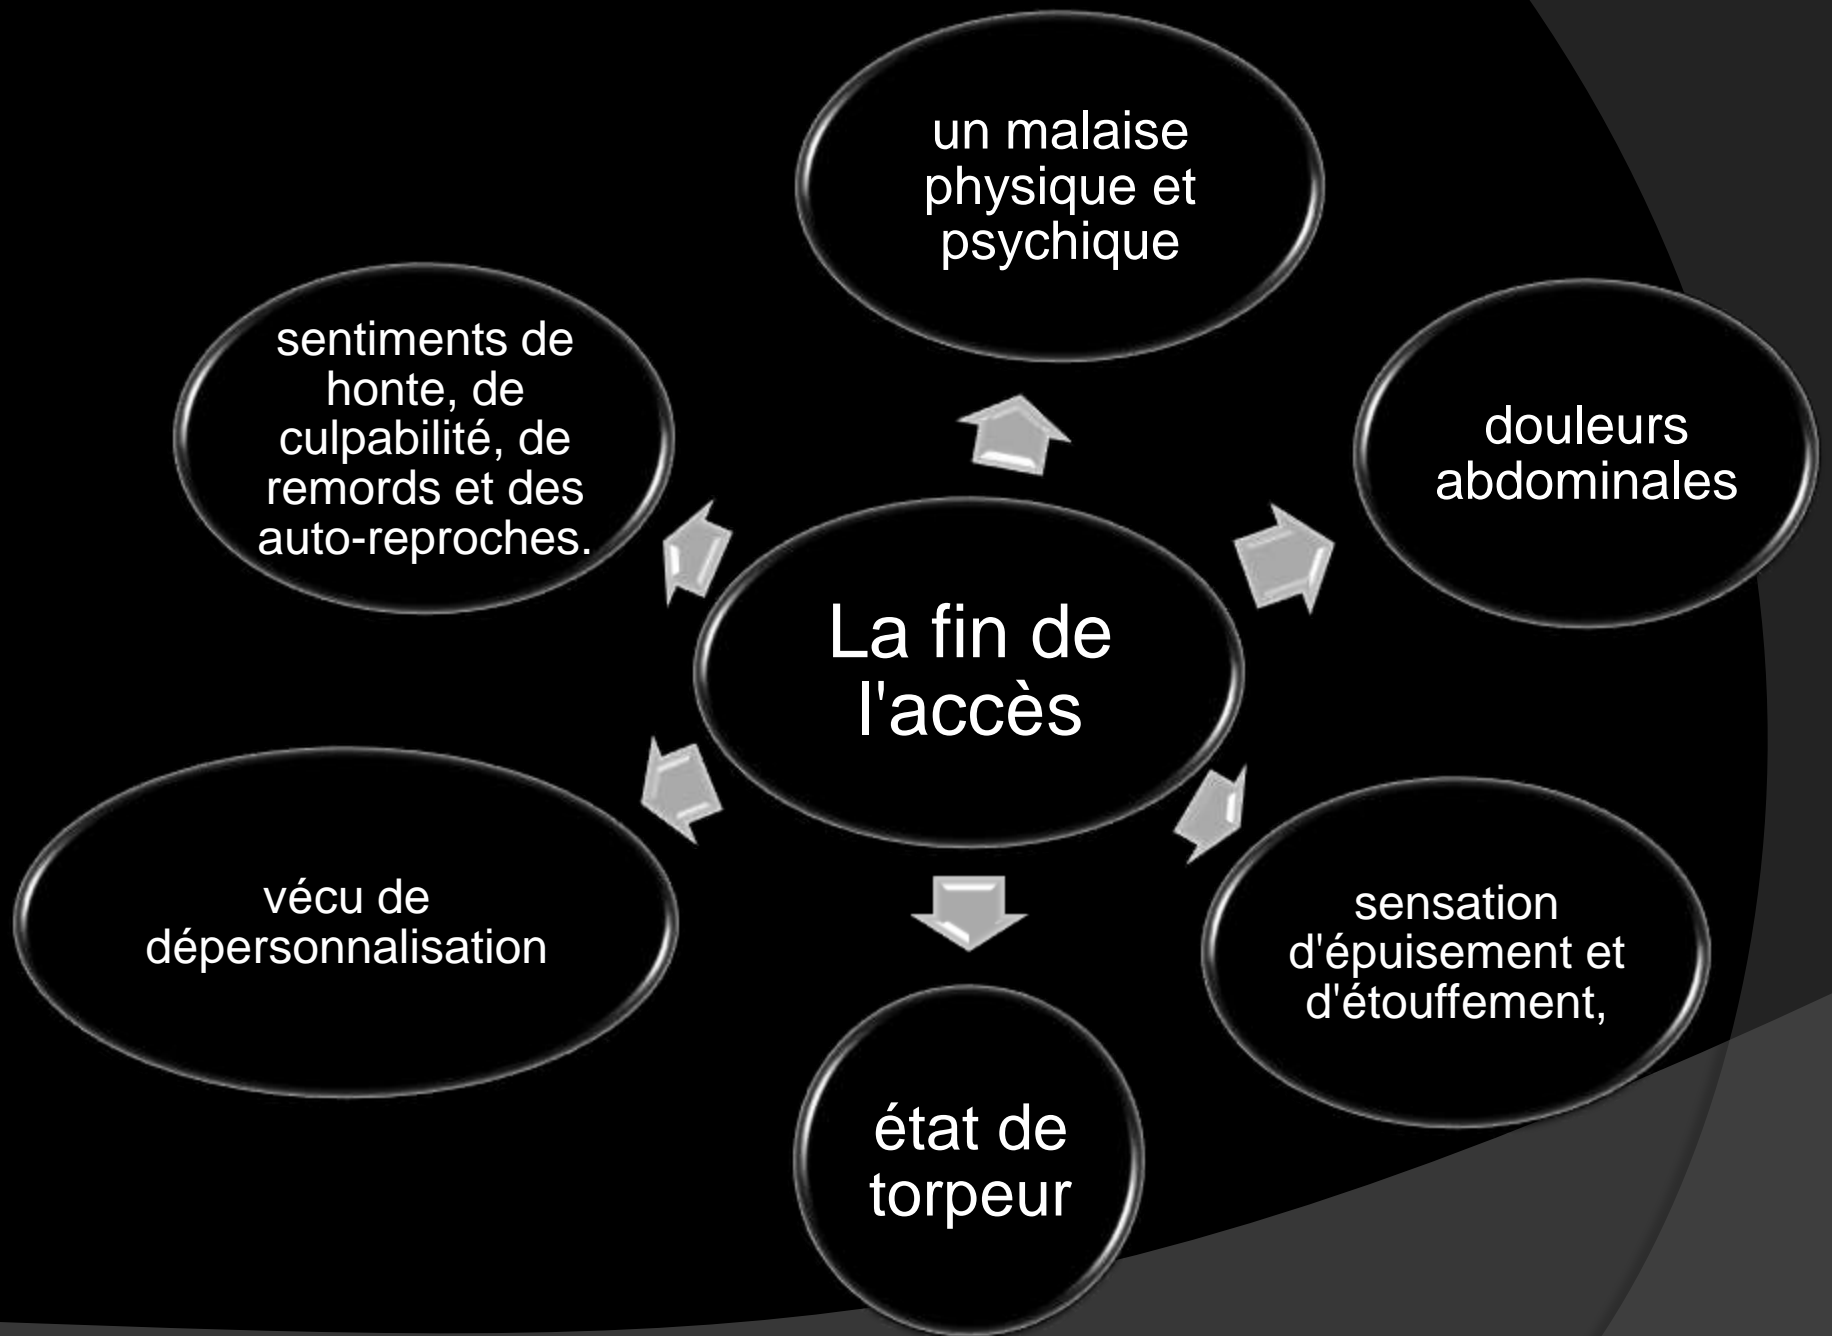 un malaise
physique et
psychique
douleurs
abdominales
sensation
d'épuisement et
d'étouffement,
état de
torpeur
vécu de
dépersonnalisation
sentiments de
honte, de
culpabilité, de
remords et des
auto-reproches.
La fin de
l'accès